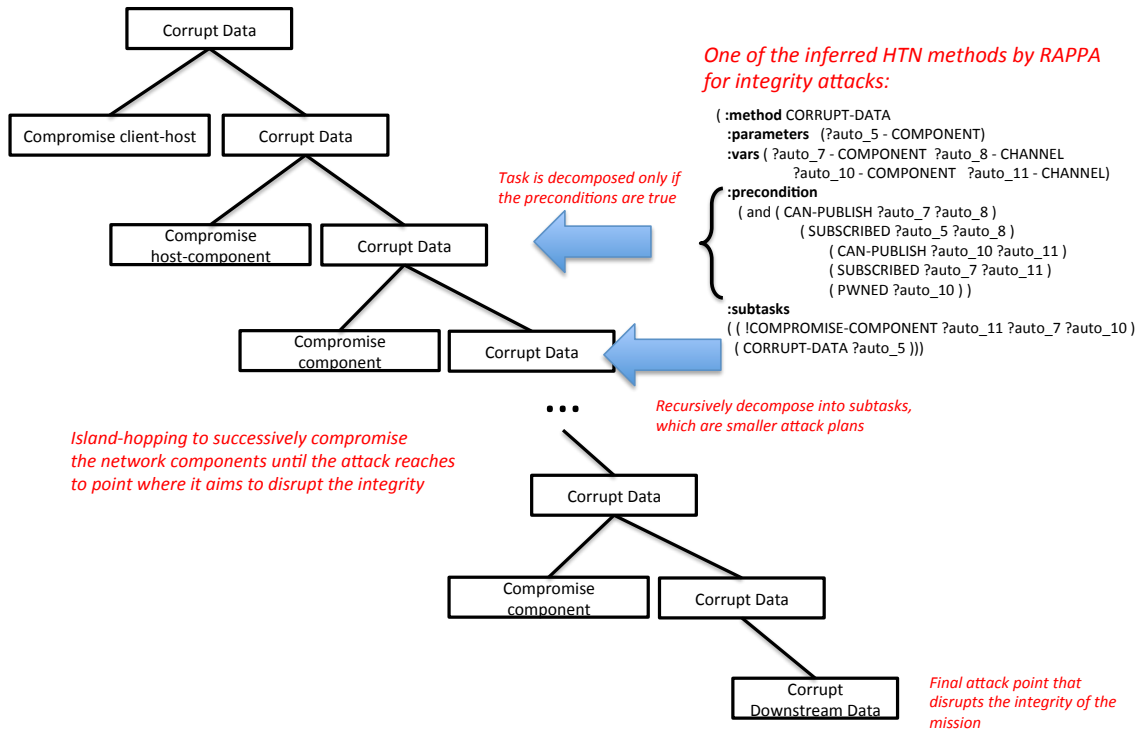 Corrupt Data
One of the inferred HTN methods by RAPPA
for integrity attacks:
Compromise client-host
Corrupt Data
( :method CORRUPT-DATA
:parameters (?auto_5 - COMPONENT)
:vars ( ?auto_7 - COMPONENT ?auto_8 - CHANNEL
?auto_10 - COMPONENT ?auto_11 - CHANNEL)
:precondition
( and ( CAN-PUBLISH ?auto_7 ?auto_8 )
( SUBSCRIBED ?auto_5 ?auto_8 )
( CAN-PUBLISH ?auto_10 ?auto_11 )
( SUBSCRIBED ?auto_7 ?auto_11 )
( PWNED ?auto_10 ) )
:subtasks
( ( !COMPROMISE-COMPONENT ?auto_11 ?auto_7 ?auto_10 )
( CORRUPT-DATA ?auto_5 )))
Task is decomposed only if
the preconditions are true
Compromise
host-component
Corrupt Data
Compromise
component
Corrupt Data
...
Recursively decompose into subtasks,
which are smaller attack plans
Island-hopping to successively compromise
the network components until the attack reaches
to point where it aims to disrupt the integrity
Corrupt Data
Compromise
component
Corrupt Data
Corrupt
Downstream Data
Final attack point that
disrupts the integrity of the
mission